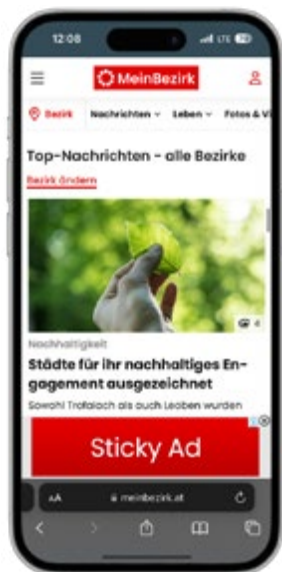 12:08 LTE
MeinBezirk
Bezirk Nachrichten Leben Fotos & Vi
Top-Nachrichten – alle Bezirke
Bezirk ändern
4
Nachhaltigkeit
Städte für ihr nachhaltiges En-
gagement ausgezeichnet
Sowohl Trofaiach als auch Leoben wurden
Sticky Ad
AA meinbezirk.at